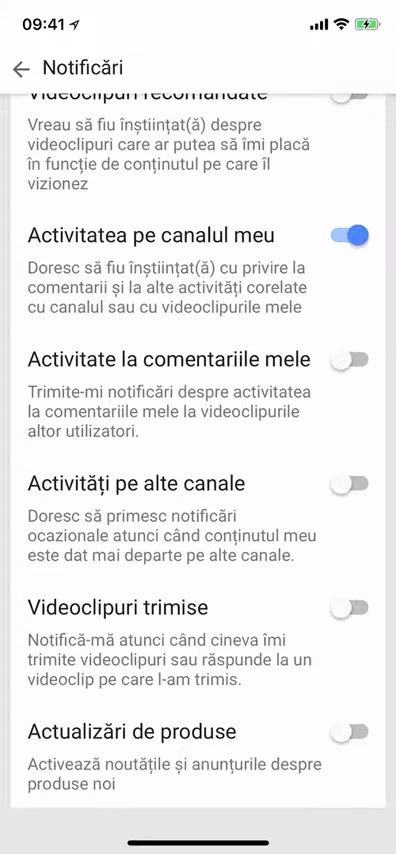 09:41
Notificări
Videoclipuri recomandate
Vreau să fiu înștiințat(ă) despre
videoclipuri care ar putea să îmi placă
în funcție de conținutul pe care îl
vizionez
Activitatea pe canalul meu
Doresc să fiu înștiințat(ă) cu privire la
comentarii și la alte activități corelate
cu canalul sau cu videoclipurile mele
Activitate la comentariile mele
Trimite-mi notificări despre activitatea
la comentariile mele la videoclipurile
altor utilizatori.
Activități pe alte canale
Doresc să primesc notificări
ocazionale atunci când conținutul meu
este dat mai departe pe alte canale.
Videoclipuri trimise
Notifică-mă atunci când cineva îmi
trimite videoclipuri sau răspunde la un
videoclip pe care l-am trimis.
Actualizări de produse
Activează noutățile și anunțurile despre
produse noi